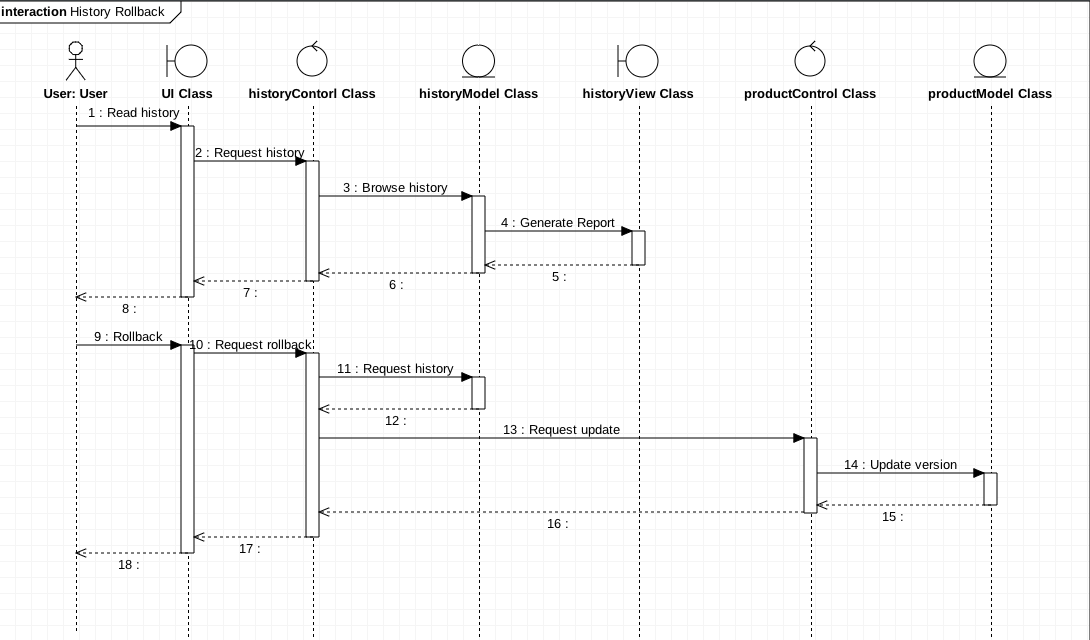 interaction History Rollback
User: User
UI Class
historyContorl Class
historyModel Class
historyView Class
productControl Class
productModel Class
1 : Read history
2 : Request history
3 : Browse history
4 : Generate Report
5 :
6 :
7 :
8 :
9 : Rollback
10 : Request rollback
11 : Request history
12 :
13 : Request update
14 : Update version
15 :
16 :
17 :
18 :